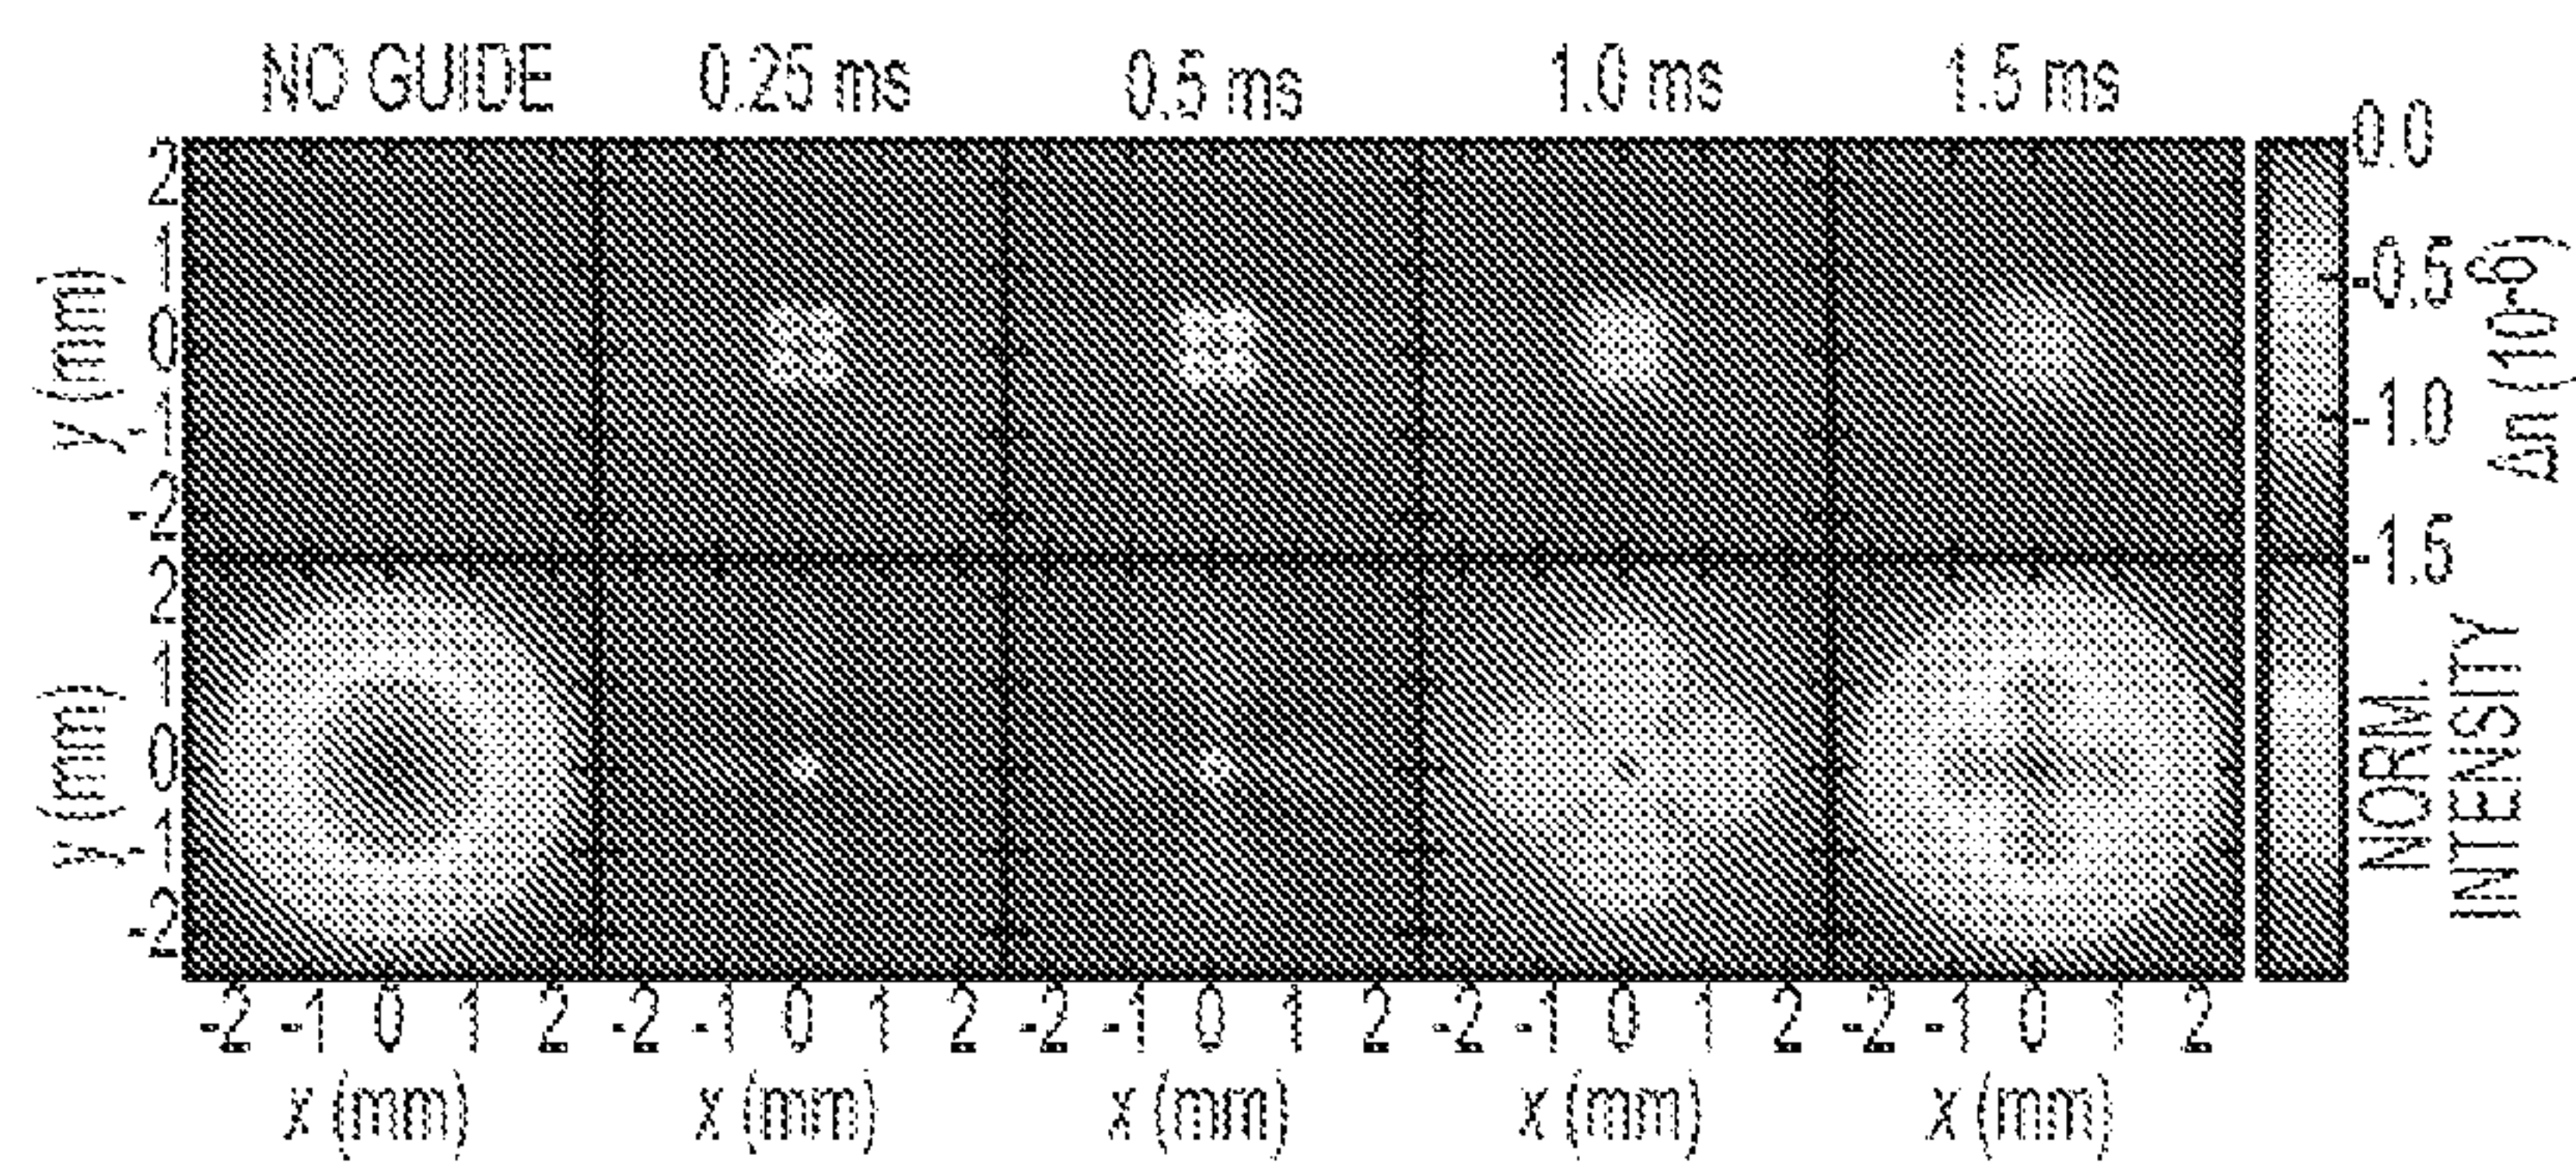 NO GUIDE 0.25 ms 0.5 ms 1.0 ms 1.5 ms
y (mm)
2
1
0
-1
-2
y (mm)
2
1
0
-1
-2
-2 -1 0 1 2 -2 -1 0 1 2 -2 -1 0 1 2 -2 -1 0 1 2 -2 -1 0 1 2
x (mm) x (mm) x (mm) x (mm) x (mm)
0.0
-0.5
-1.0
-1.5
Δn (10-6)
NORM.
INTENSITY